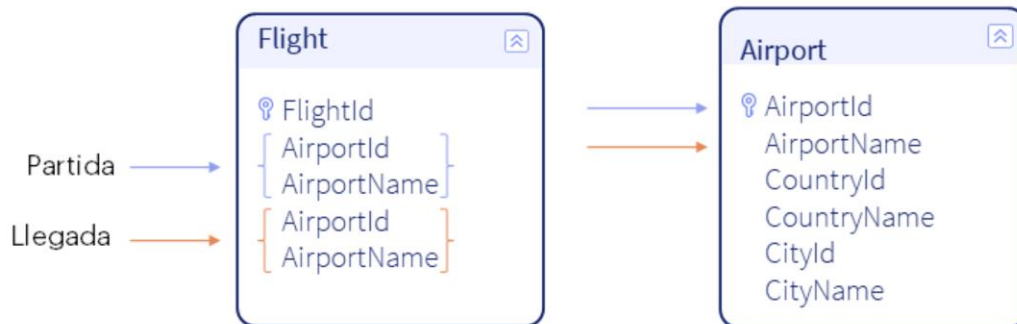 Flight
FlightId
AirportId
AirportName
AirportId
AirportName
Partida
Llegada
Airport
AirportId
AirportName
CountryId
CountryName
CityId
CityName